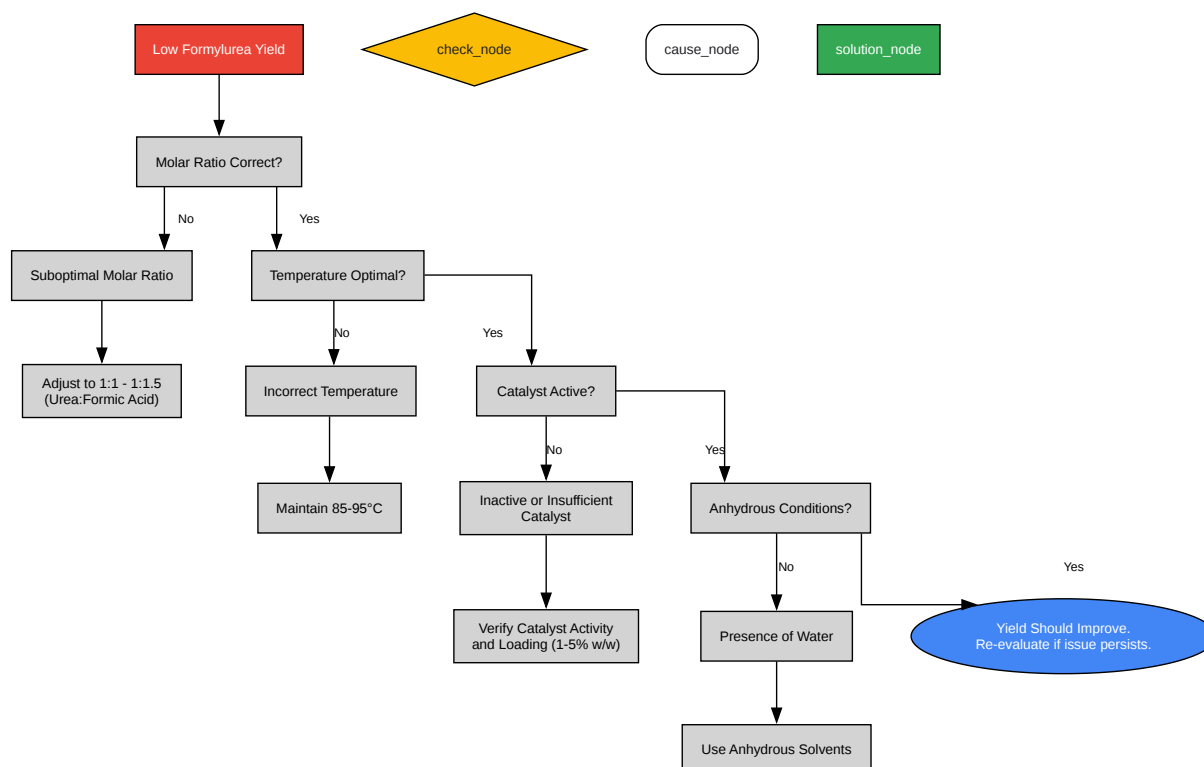 Low Formylurea Yield
check_node
cause_node
solution_node
Molar Ratio Correct?
No
Yes
Suboptimal Molar Ratio
Temperature Optimal?
No
Yes
Adjust to 1:1 - 1:1.5
(Urea:Formic Acid)
Incorrect Temperature
Catalyst Active?
No
Yes
Maintain 85-95°C
Inactive or Insufficient
Catalyst
Anhydrous Conditions?
No
Yes
Verify Catalyst Activity
and Loading (1-5% w/w)
Presence of Water
Yield Should Improve.
Re-evaluate if issue persists.
Use Anhydrous Solvents